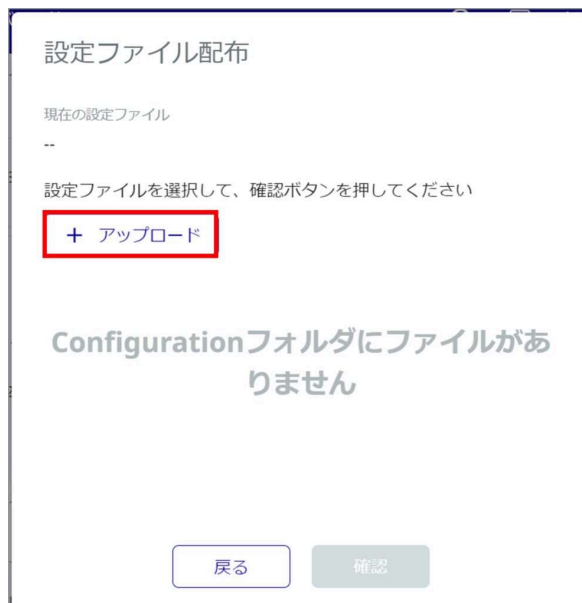 設定ファイル配布
現在の設定ファイル
--
設定ファイルを選択して、確認ボタンを押してください
+ アップロード
Configurationフォルダにファイルがあ
りません
戻る
確認